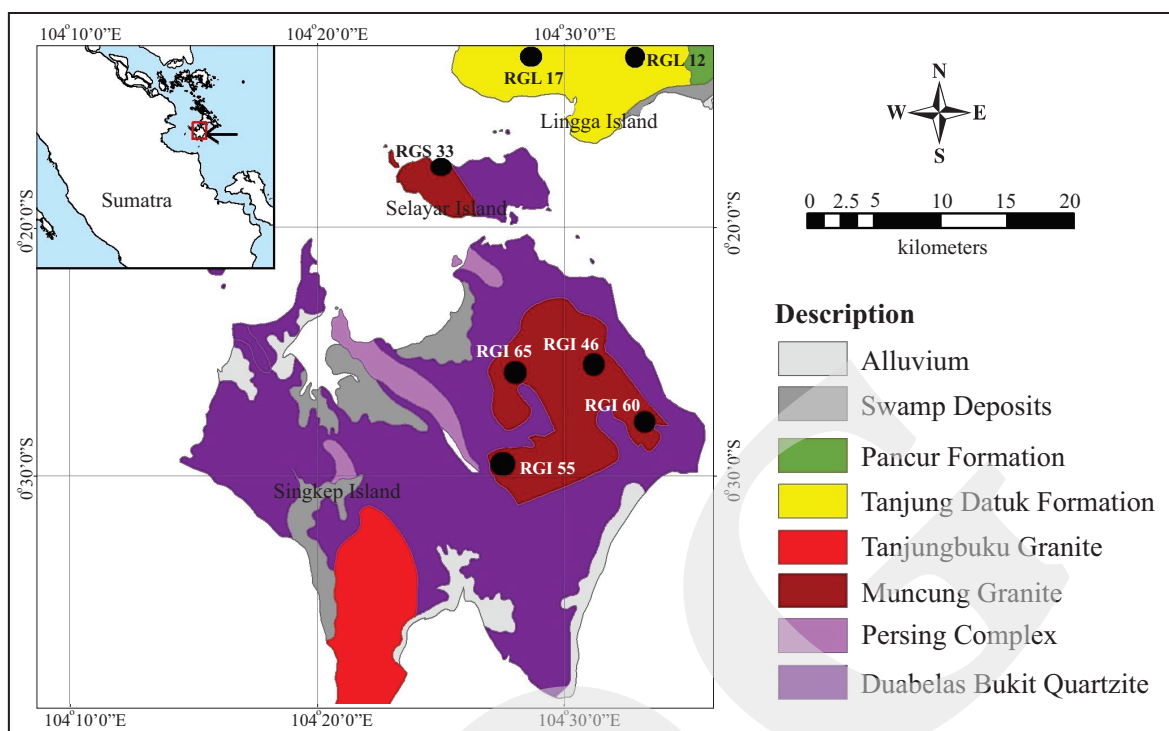 104°10’0”E
104°20’0”’’E
104°30’0”’’E
RGL 17
RGL 12
Lingga Island
N
W
E
S
Sumatra
RGS 33
Selayar Island
0 2.5 5 10 15 20
kilometers
0°20’0”S
0°20’0”S
Description
Alluvium
Swamp Deposits
Pancur Formation
Tanjung Datuk Formation
Tanjungbuku Granite
Muncung Granite
Persing Complex
Duabelas Bukit Quartzite
RGI 65
RGI 46
RGI 60
RGI 55
0°30’0”S
0°30’0”S
Singkep Island
104°10’0”’’E
104°20’0”’’E
104°30’0”’’E
G